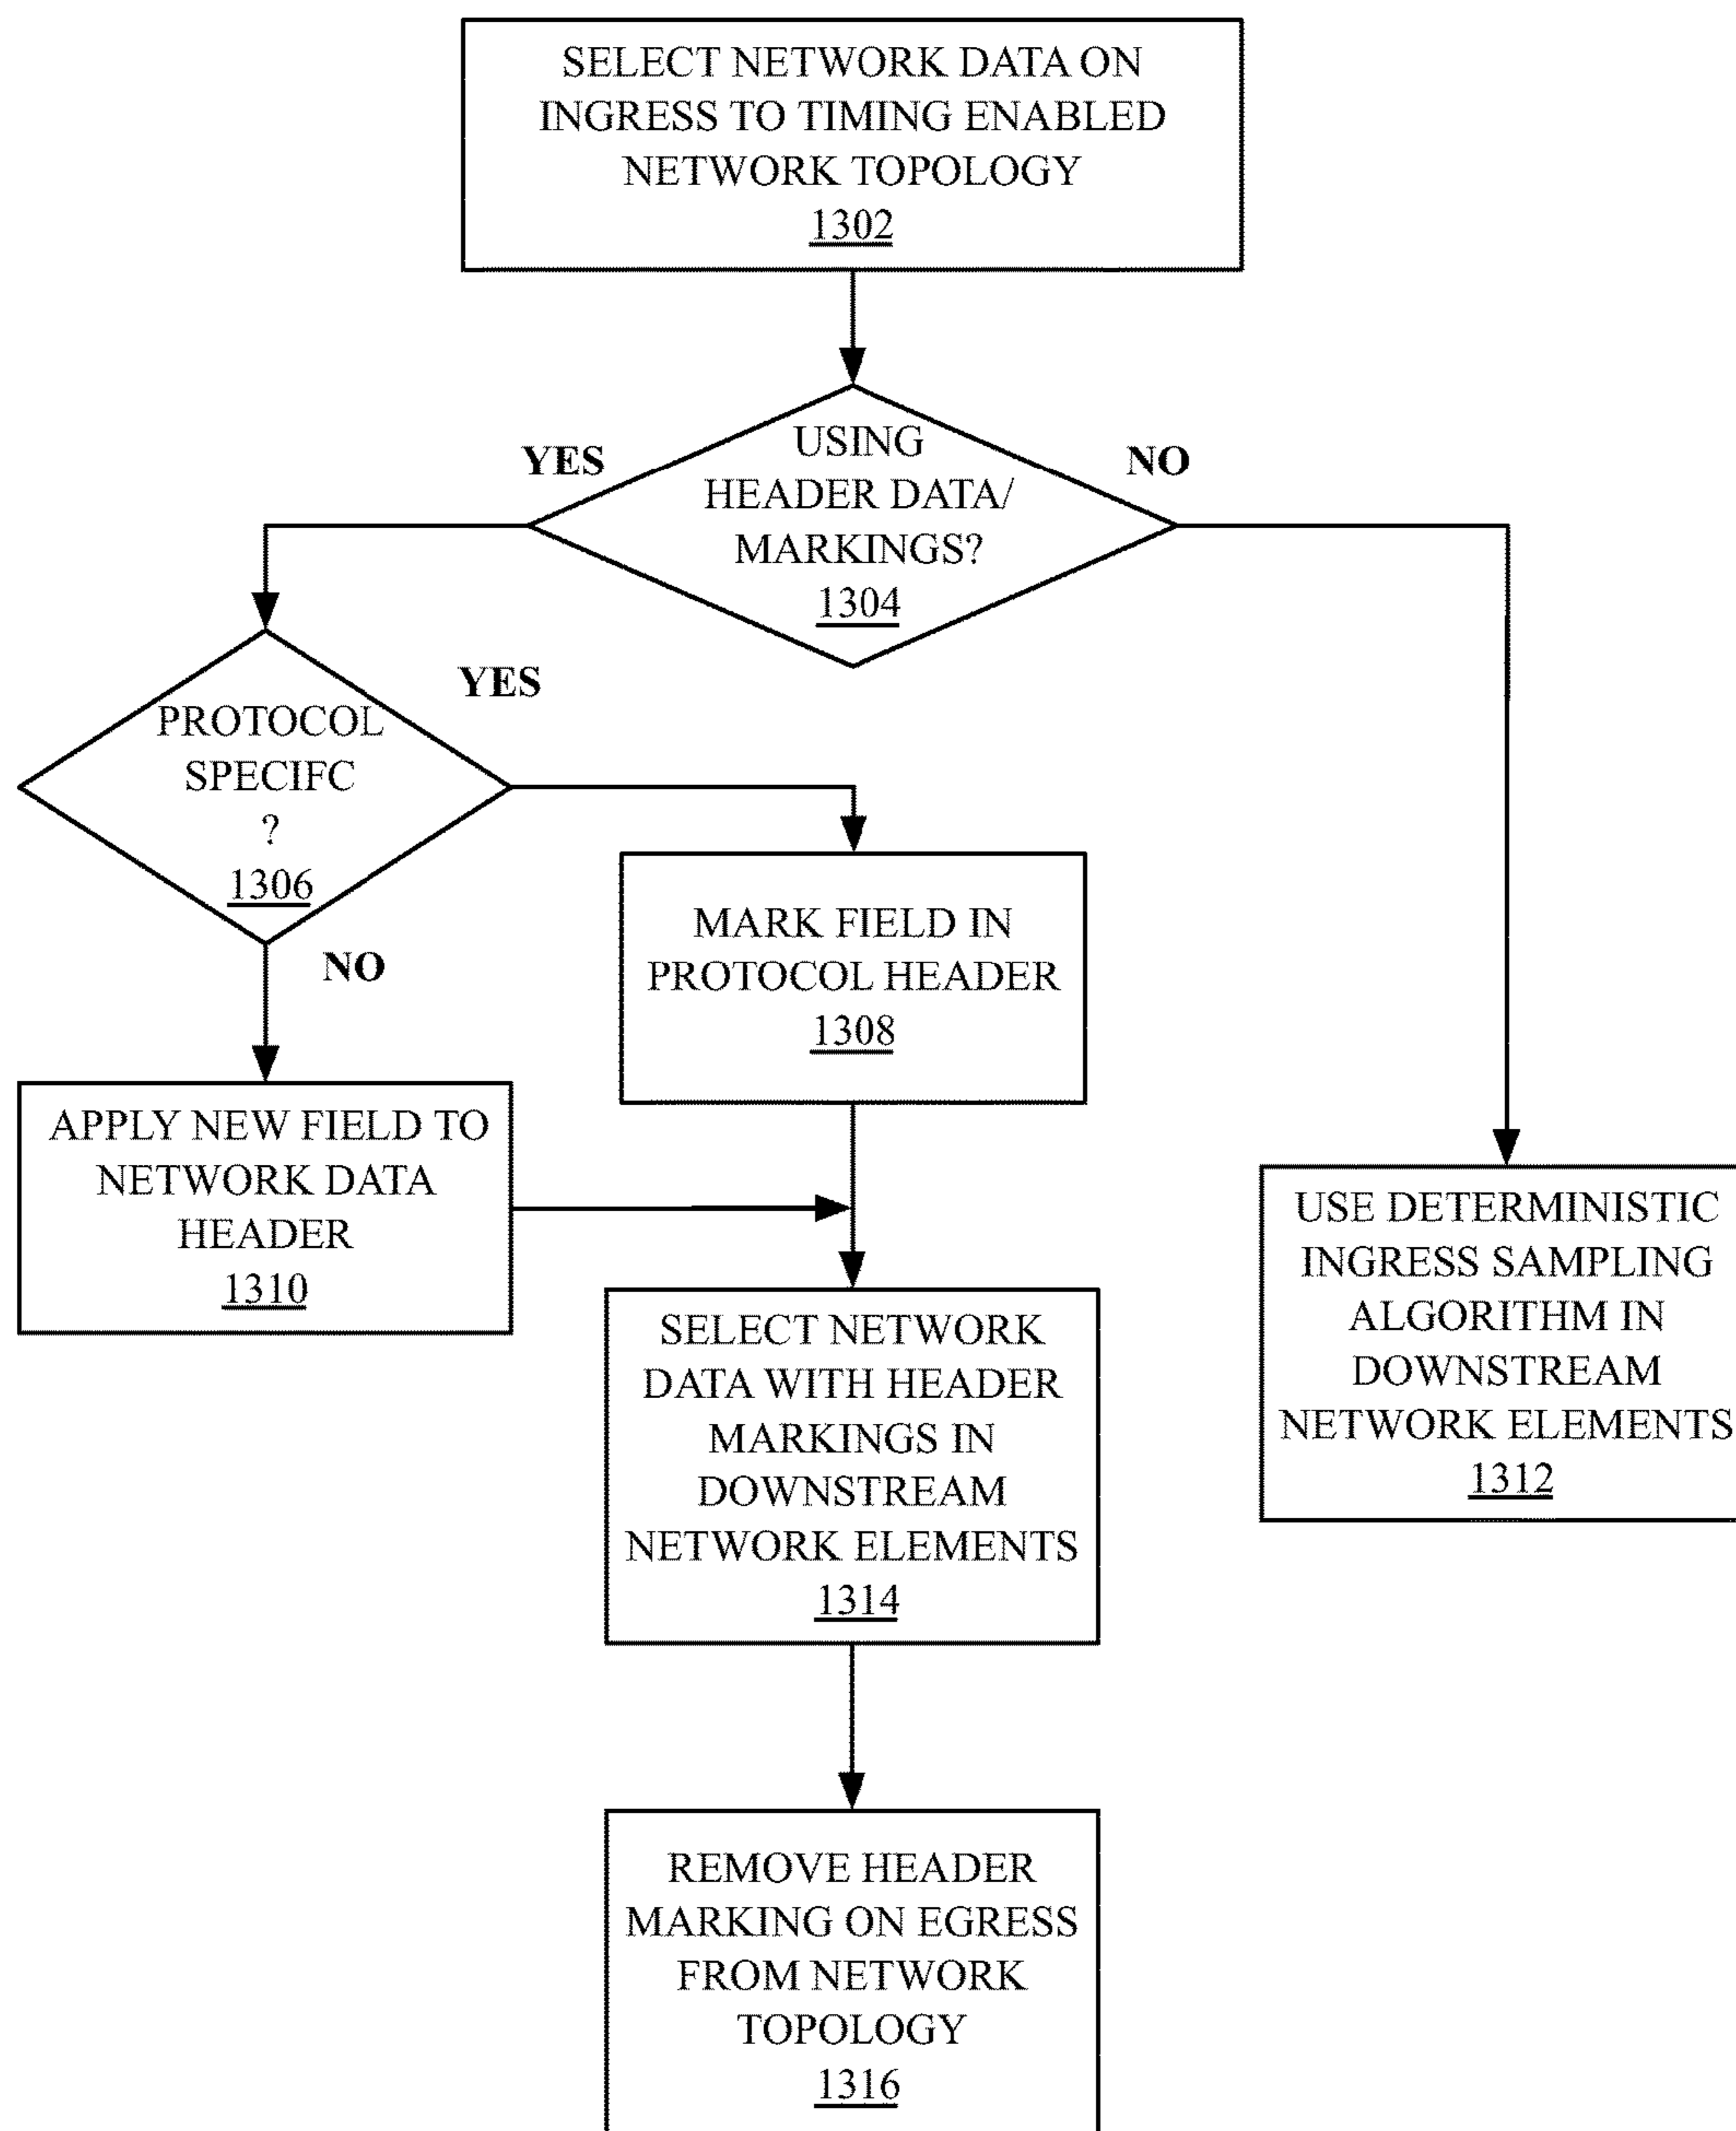 SELECT NETWORK DATA ON
INGRESS TO TIMING ENABLED
NETWORK TOPOLOGY
1302
USING
HEADER DATA/
MARKINGS?
1304
YES
NO
PROTOCOL
SPECIFC
?
1306
YES
NO
MARK FIELD IN
PROTOCOL HEADER
1308
APPLY NEW FIELD TO
NETWORK DATA
HEADER
1310
USE DETERMINISTIC
INGRESS SAMPLING
ALGORITHM IN
DOWNSTREAM
NETWORK ELEMENTS
1312
SELECT NETWORK
DATA WITH HEADER
MARKINGS IN
DOWNSTREAM
NETWORK ELEMENTS
1314
REMOVE HEADER
MARKING ON EGRESS
FROM NETWORK
TOPOLOGY
1316